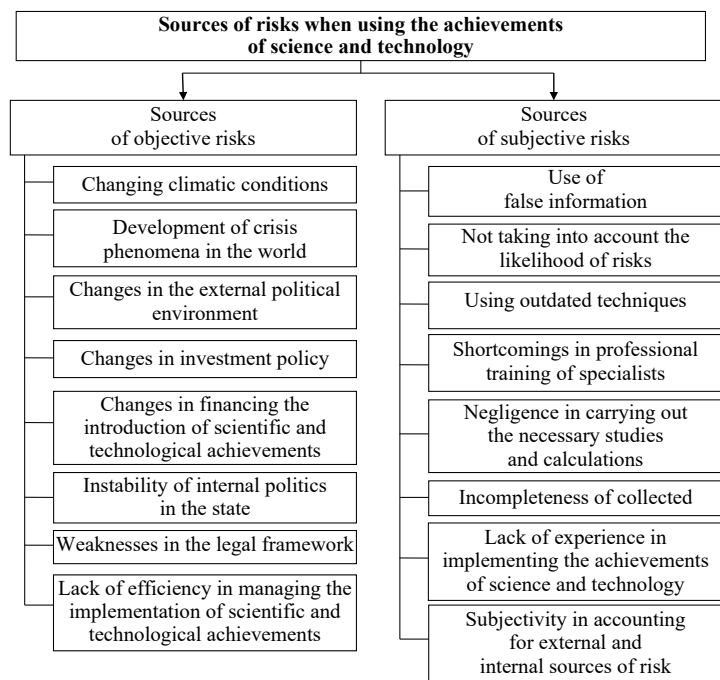 Sources of risks when using the achievements
of science and technology
Sources
of objective risks
Changing climatic conditions
Development of crisis
phenomena in the world
Changes in the external political
environment
Changes in investment policy
Changes in financing the
introduction of scientific and
technological achievements
Instability of internal politics
in the state
Weaknesses in the legal framework
Lack of efficiency in managing the
implementation of scientific and
technological achievements
Sources
of subjective risks
Use of
false information
Not taking into account the
likelihood of risks
Using outdated techniques
Shortcomings in professional
training of specialists
Negligence in carrying out
the necessary studies
and calculations
Incompleteness of collected
Lack of experience in
implementing the achievements
of science and technology
Subjectivity in accounting
for external and
internal sources of risk